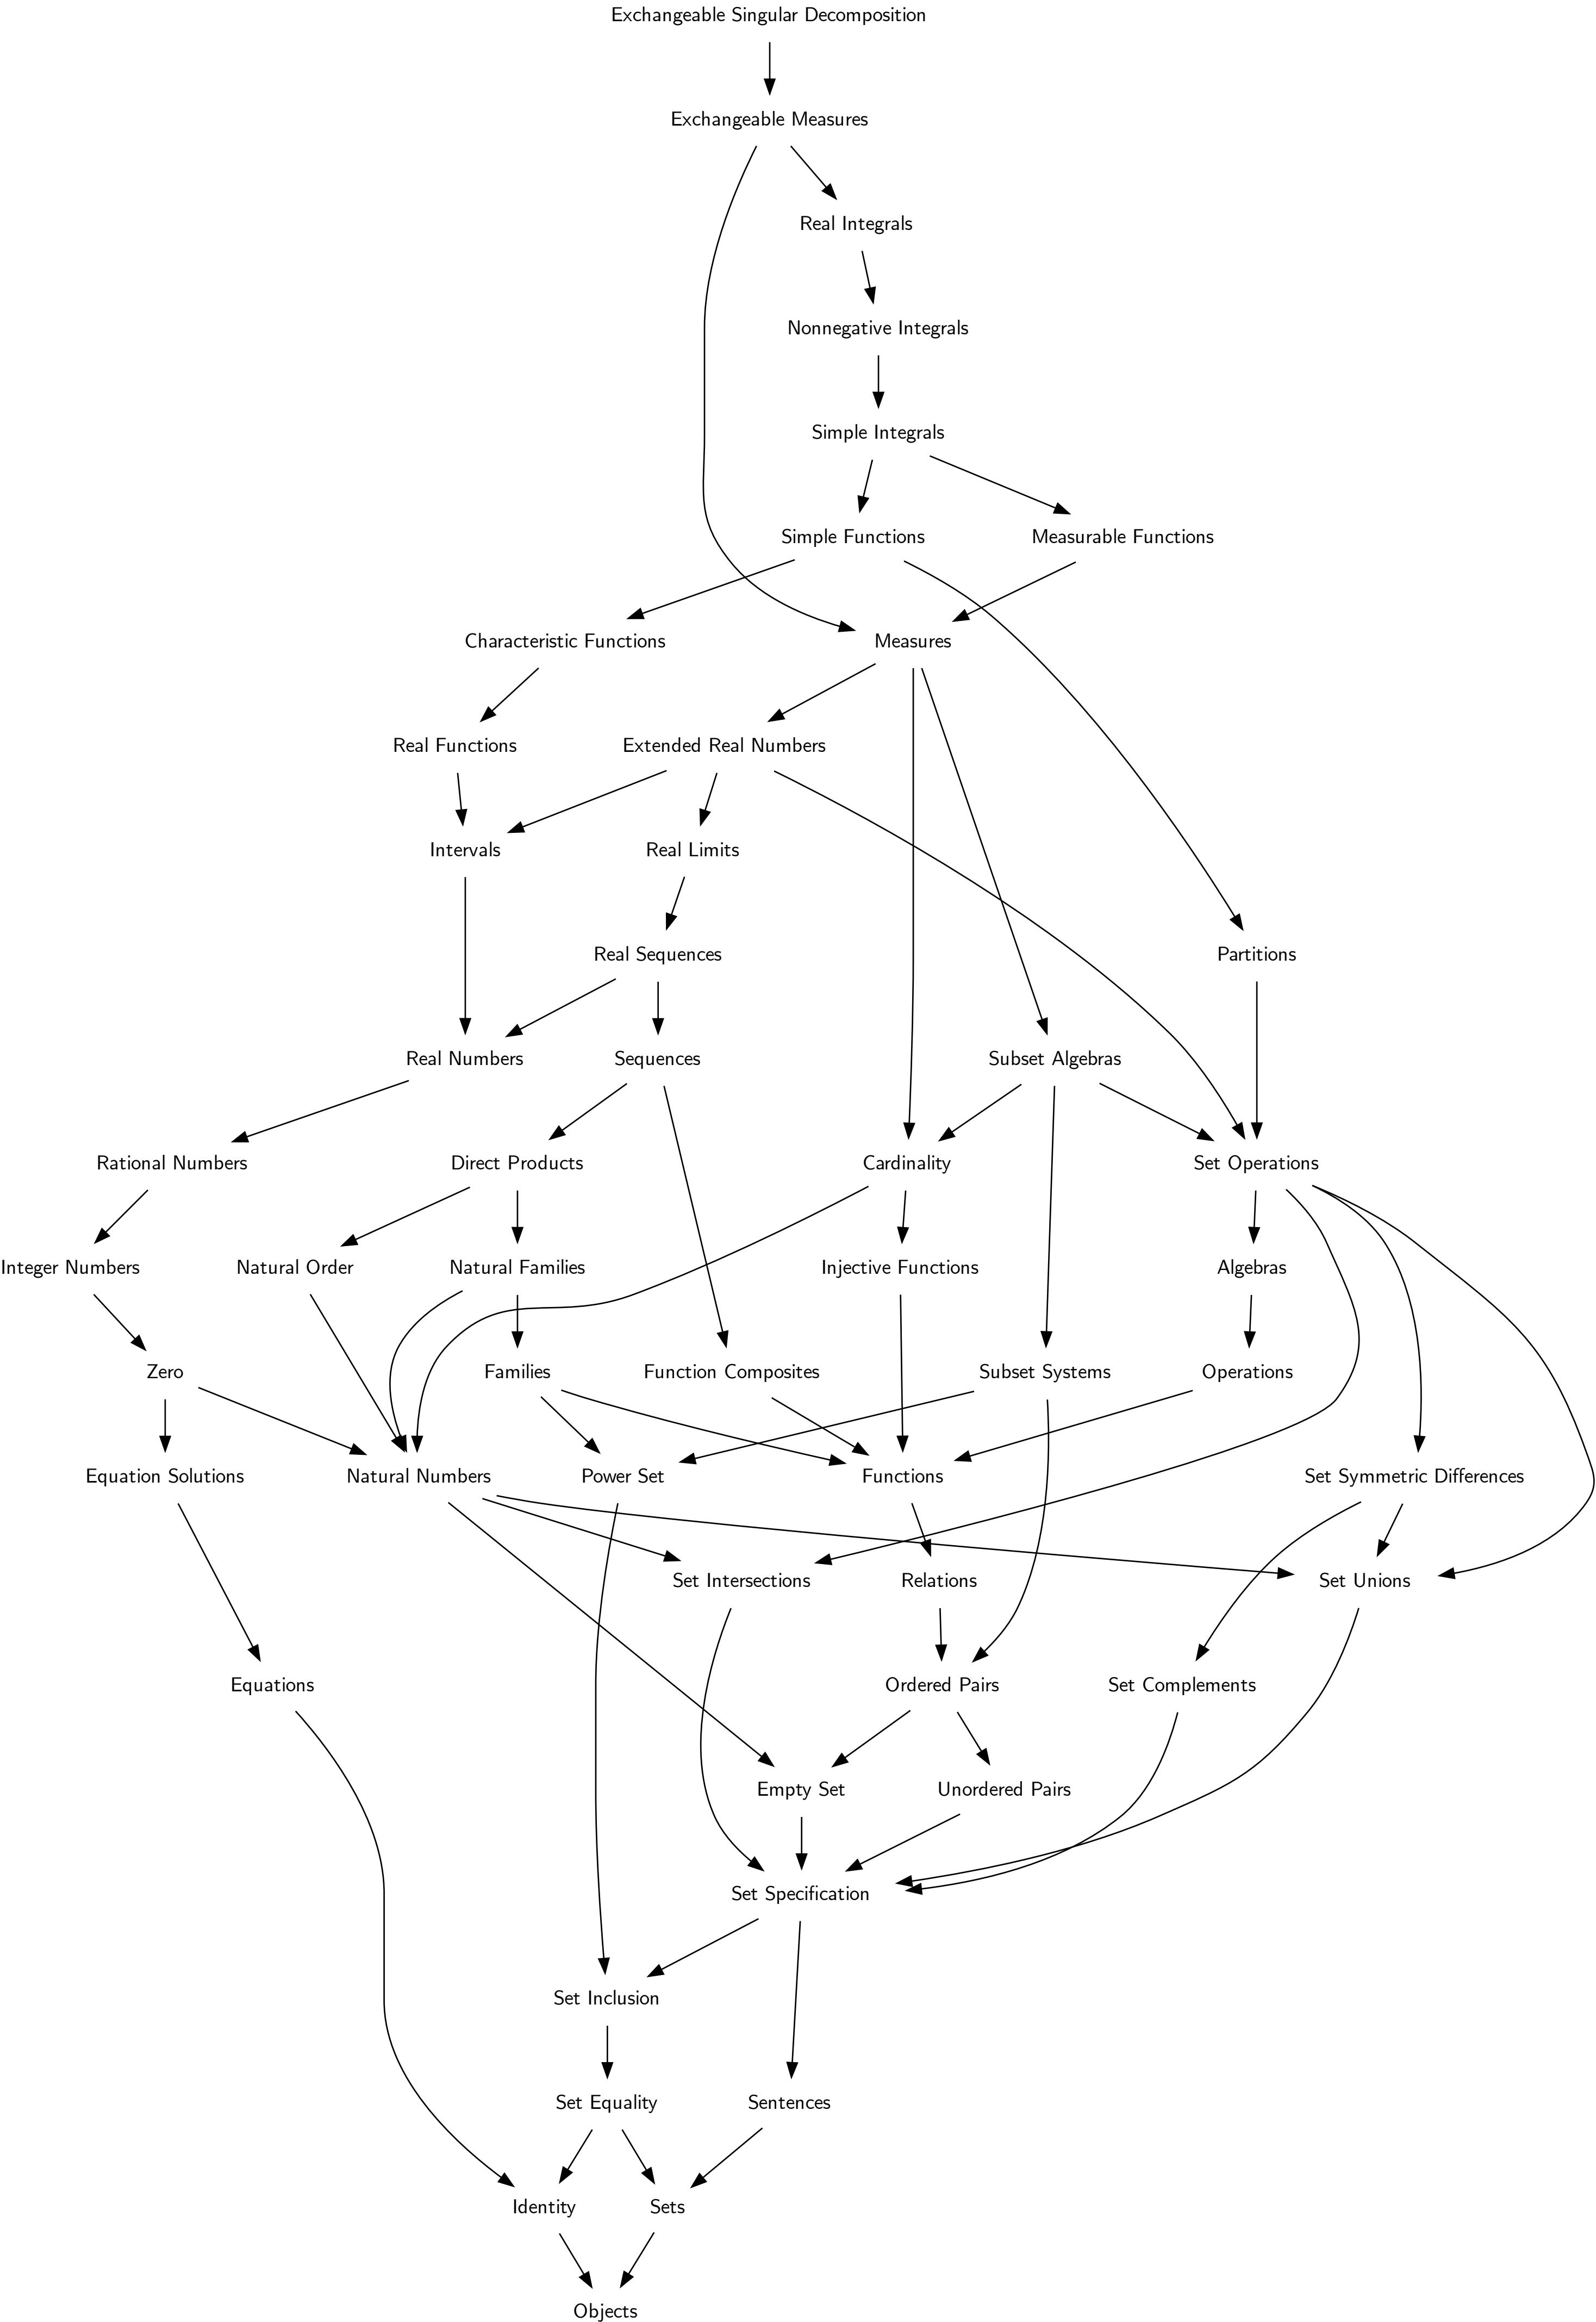 Exchangeable Singular Decomposition
Exchangeable Measures
Real Integrals
Nonnegative Integrals
Simple Integrals
Simple Functions
Measurable Functions
Characteristic Functions
Measures
Real Functions
Extended Real Numbers
Intervals
Real Limits
Real Sequences
Partitions
Real Numbers
Sequences
Subset Algebras
Rational Numbers
Direct Products
Cardinality
Set Operations
Integer Numbers
Natural Order
Natural Families
Injective Functions
Algebras
Zero
Families
Function Composites
Subset Systems
Operations
Equation Solutions
Natural Numbers
Power Set
Functions
Set Symmetric Differences
Set Intersections
Relations
Set Unions
Equations
Ordered Pairs
Set Complements
Empty Set
Unordered Pairs
Set Specification
Set Inclusion
Set Equality
Sentences
Identity
Sets
Objects